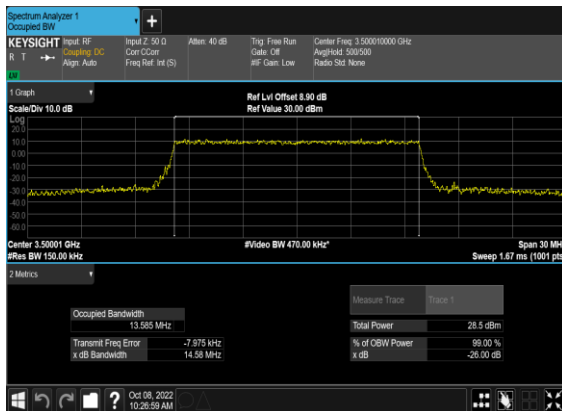 Spectrum Analyzer 1
Occupied BW
KEYSIGHT
R T
LXI
Input: RF
Coupling: DC
Align: Auto
Input Z: 50 Ω
Corr CCorr
Freq Ref: Int (S)
Atten: 40 dB
Trig: Free Run
Gate: Off
#IF Gain: Low
Center Freq: 3.500010000 GHz
Avg|Hold: 500/500
Radio Std: None
1 Graph
Scale/Div 10.0 dB
Ref Lvl Offset 8.90 dB
Ref Value 30.00 dBm
Log
20.0
10.0
0.00
-10.0
-20.0
-30.0
-40.0
-50.0
-60.0
Center 3.50001 GHz
#Res BW 150.00 kHz
#Video BW 470.00 kHz*
Span 30 MH
Sweep 1.67 ms (1001 pts
2 Metrics
Measure Trace
Trace 1
Occupied Bandwidth
13.585 MHz
Total Power
28.5 dBm
Transmit Freq Error
-7.975 kHz
% of OBW Power
99.00 %
x dB Bandwidth
14.58 MHz
x dB
-26.00 dB
?
Oct 08, 2022
10:26:59 AM